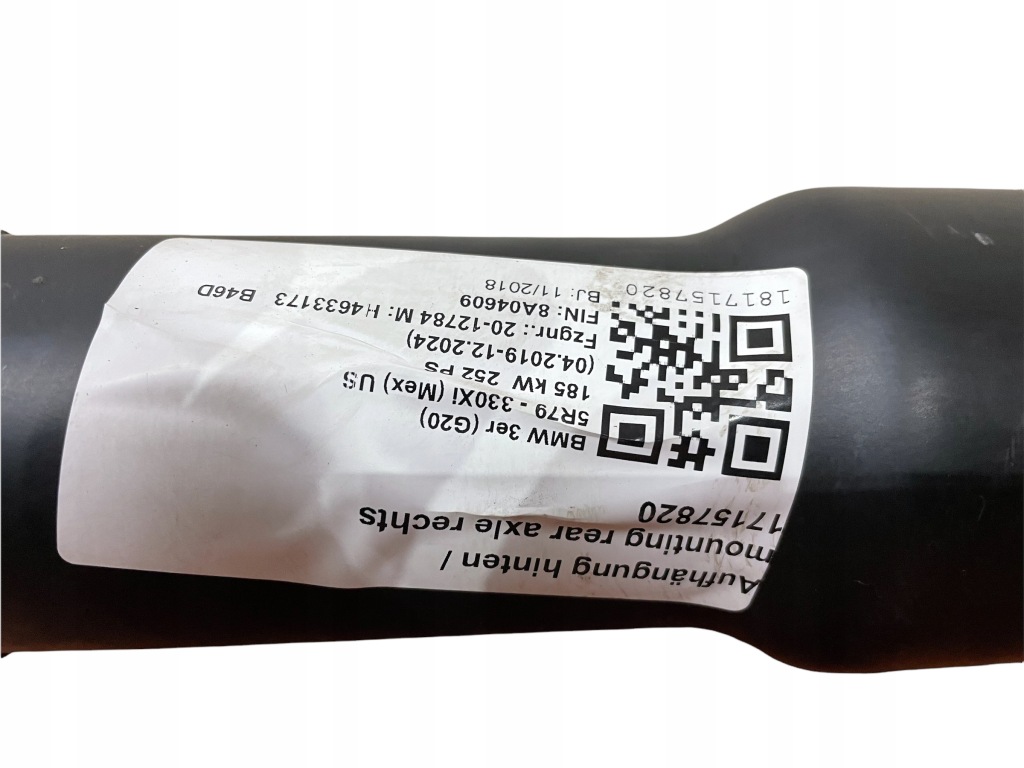 Aufhängung hinten /
mounting rear axle rechts
17157820
BMW 3er (G20)
5R79 - 330Xi (Mex) US
185 kW 252 PS
(04.2019-12.2024)
Fzgnr.: 20-12784 M: H4633173 B46D
FIN: 8A04609
BJ: 11/2018
1817157820